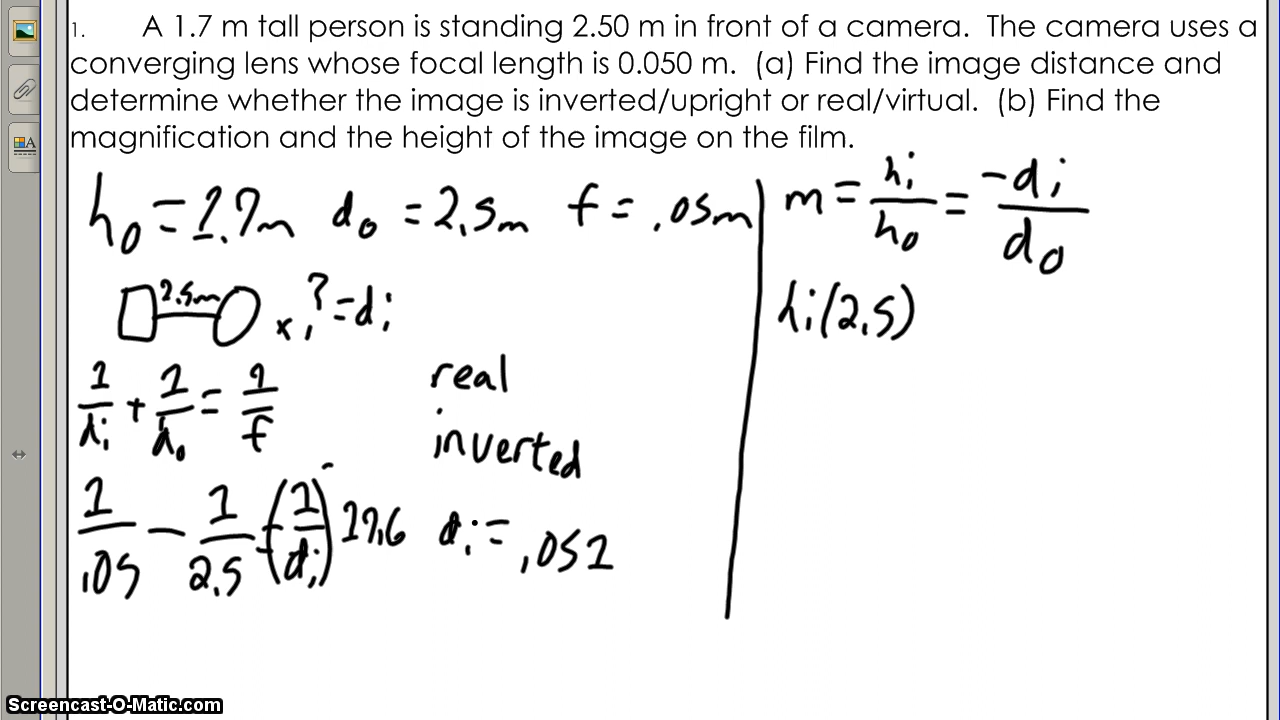 1. A 1.7 m tall person is standing 2.50 m in front of a camera. The camera uses a
converging lens whose focal length is 0.050 m. (a) Find the image distance and
determine whether the image is inverted/upright or real/virtual. (b) Find the
magnification and the height of the image on the film.
h₀ = 1.7m d₀ = 2.5m f = .05m
2.5m x, ? = di
1/di + 1/d₀ = 1/f
real
inverted
1/.05 - 1/2.5 = (1/di) 19.6 di = .051
m = hi/h₀ = -di/d₀
hi(2.5)
A
Screencast-O-Matic.com